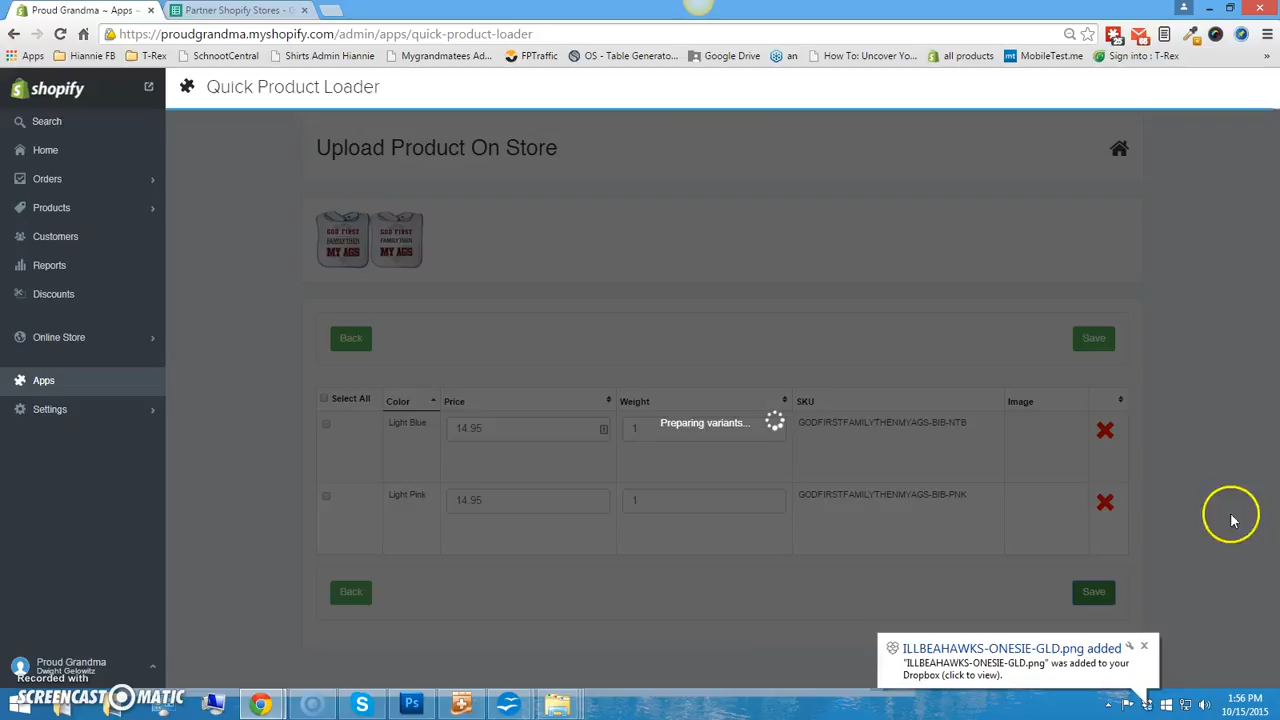 Proud Grandma ~ Apps ~
Partner Shopify Stores - G
https://proudgrandma.myshopify.com/admin/apps/quick-product-loader
25
Apps
Hiannie FB
T-Rex
SchnootCentral
Shirts Admin Hiannie
Mygrandmatees Ad...
FPTraffic
OS - Table Generato...
Google Drive
an
How To: Uncover Yo...
all products
mt MobileTest.me
Sign into : T-Rex
»
shopify
Quick Product Loader
Search
Home
Orders
Products
Customers
Reports
Discounts
Online Store
Apps
Settings
Upload Product On Store
GOD FIRST
FAMILY THEN
MY AGS
GOD FIRST
FAMILY THEN
MY AGS
Back
Save
Select All
Color
Price
Weight
SKU
Image
Light Blue
14.95
1
GODFIRSTFAMILYTHENMYAGS-BIB-NTB
Preparing variants...
Light Pink
14.95
1
GODFIRSTFAMILYTHENMYAGS-BIB-PNK
Back
Save
ILLBEAHAWKS-ONESIE-GLD.png added
"ILLBEAHAWKS-ONESIE-GLD.png" was added to your
Dropbox (click to view).
Proud Grandma
Dwight Gelowitz
Recorded with
SCREENCAST MATIC
Ps
1:56 PM
10/15/2015